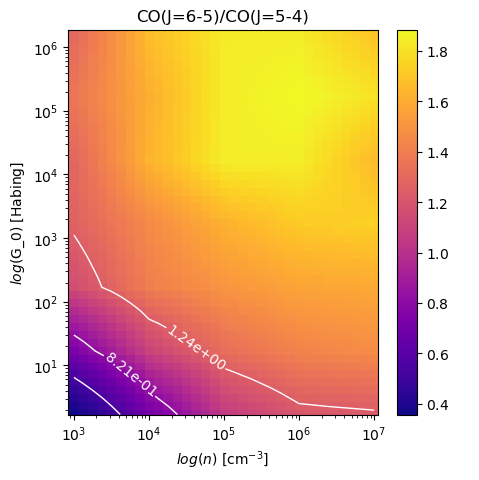 CO(J=6-5)/CO(J=5-4)
10^6
10^5
10^4
10^3
10^2
10^1
log(G_0) [Habing]
1.24e+00
8.21e-01
10^3 10^4 10^5 10^6 10^7
log(n) [cm^−3]
1.8
1.6
1.4
1.2
1.0
0.8
0.6
0.4